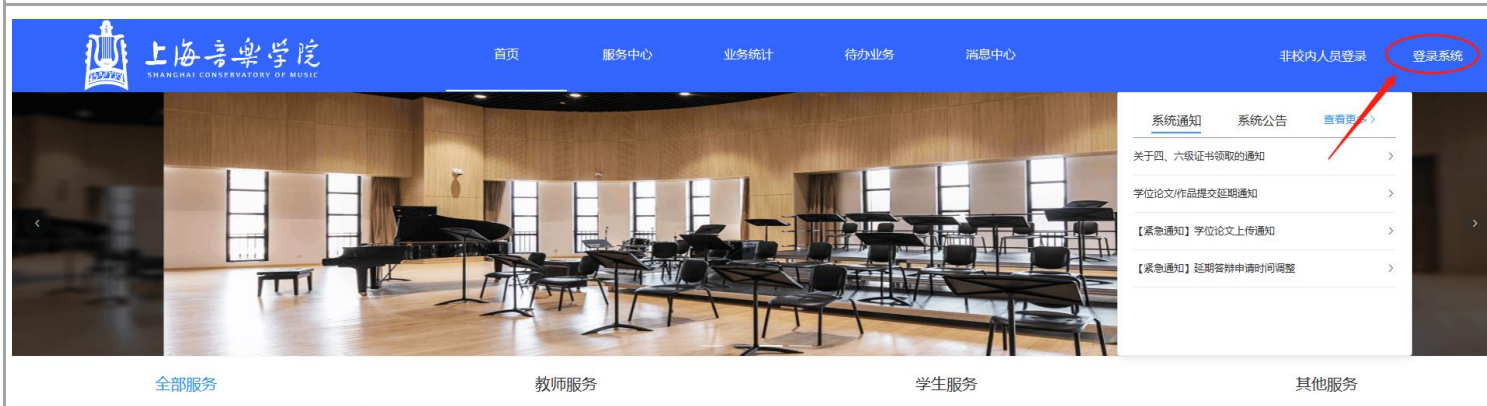 上海音乐学院
SHANGHAI CONSERVATORY OF MUSIC
首页
服务中心
业务统计
待办业务
消息中心
非校内人员登录
登录系统
系统通知
系统公告
查看更多 >
关于四、六级证书领取的通知 >
学位论文/作品提交延期通知 >
【紧急通知】学位论文上传通知 >
【紧急通知】延期答辩申请时间调整 >
全部服务
教师服务
学生服务
其他服务